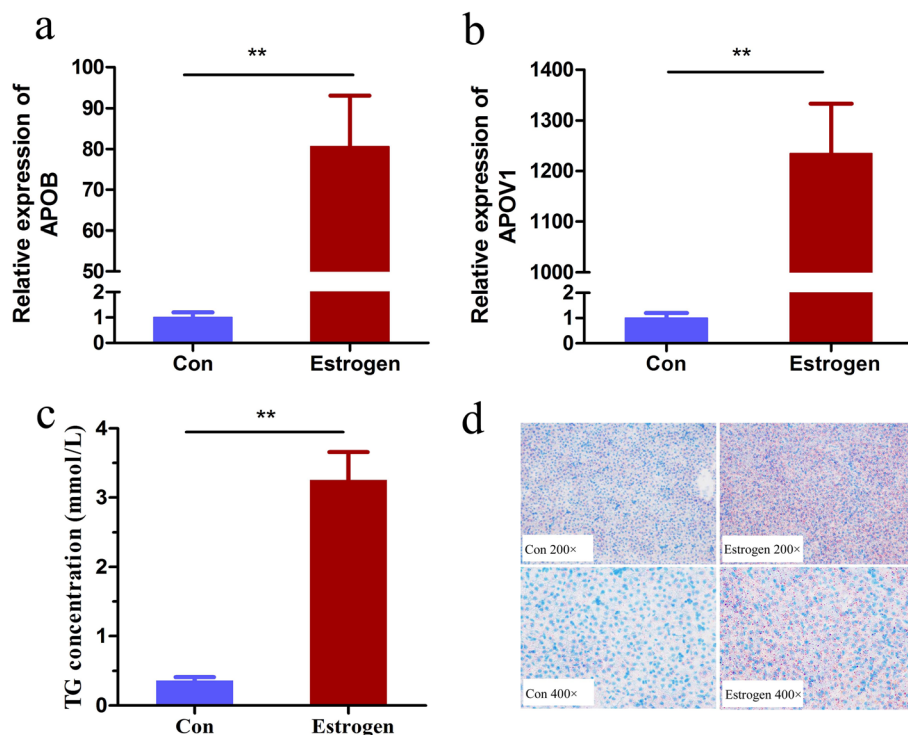 a
**
Relative expression of
APOB
100
90
80
70
60
50
2
1
0
Con
Estrogen
b
**
Relative expression of
APOV1
1400
1300
1200
1100
1000
2
1
0
Con
Estrogen
c
**
TG concentration (mmol/L)
4
3
2
1
0
Con
Estrogen
d
Con 200×
Estrogen 200×
Con 400×
Estrogen 400×